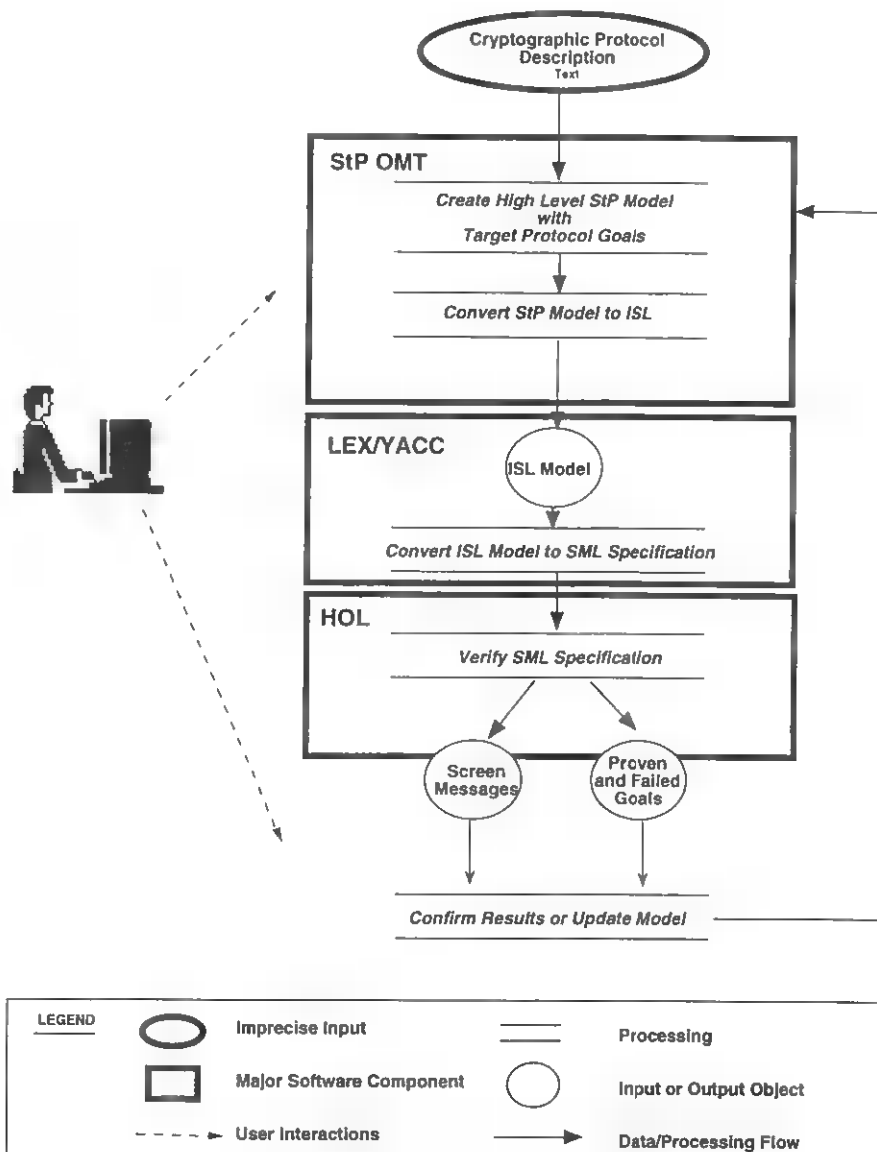 Cryptographic Protocol
Description
Text
StP OMT
Create High Level StP Model
with
Target Protocol Goals
Convert StP Model to ISL
LEX/YACC
ISL Model
Convert ISL Model to SML Specification
HOL
Verify SML Specification
Screen
Messages
Proven
and Failed
Goals
Confirm Results or Update Model
LEGEND
Imprecise Input
Processing
Major Software Component
Input or Output Object
User Interactions
Data/Processing Flow